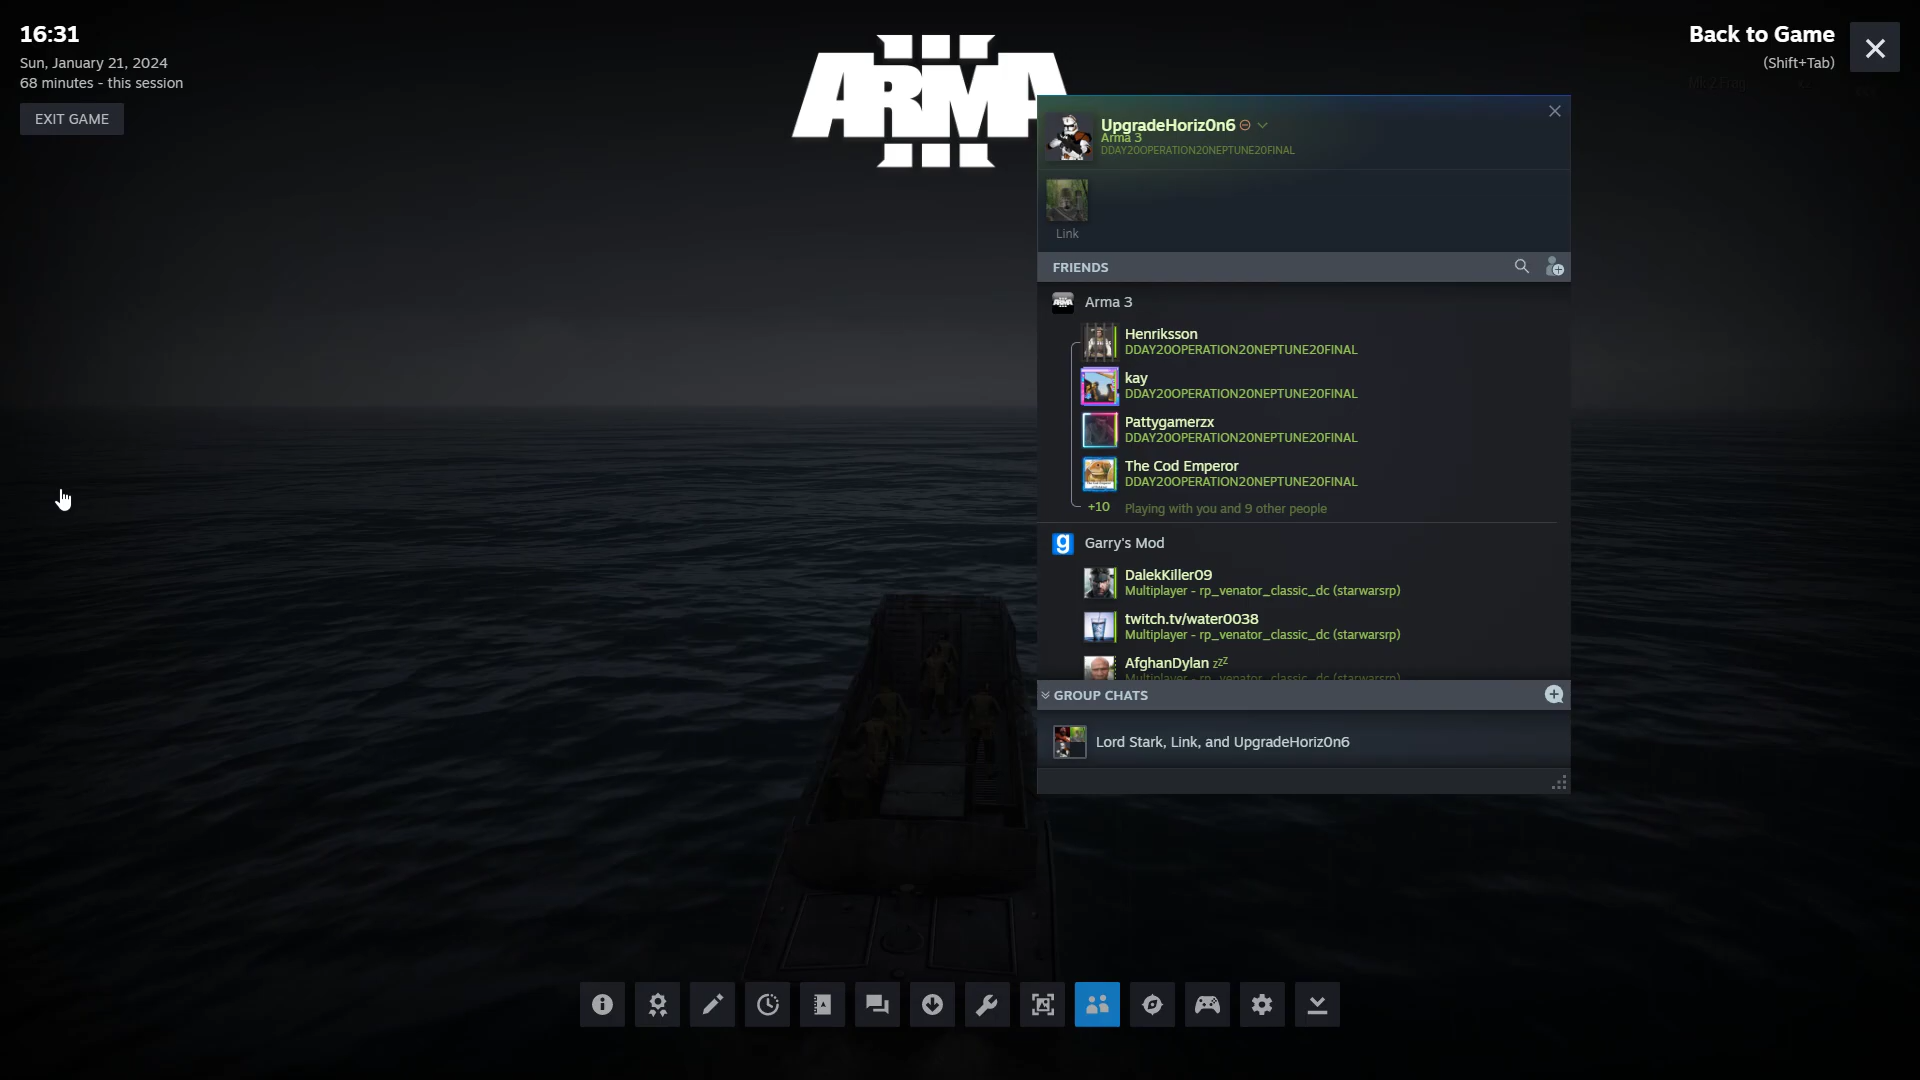 16:31
Sun, January 21, 2024
68 minutes - this session
EXIT GAME
ARMA
III
Back to Game
(Shift+Tab)
UpgradeHoriz0n6
Arma 3
DDAY20OPERATION20NEPTUNE20FINAL
Link
FRIENDS
Arma 3
Henriksson
DDAY20OPERATION20NEPTUNE20FINAL
kay
DDAY20OPERATION20NEPTUNE20FINAL
Pattygamerzx
DDAY20OPERATION20NEPTUNE20FINAL
The Cod Emperor
DDAY20OPERATION20NEPTUNE20FINAL
+10 Playing with you and 9 other people
Garry's Mod
DalekKiller09
Multiplayer - rp_venator_classic_dc (starwarsrp)
twitch.tv/water0038
Multiplayer - rp_venator_classic_dc (starwarsrp)
AfghanDylan zzZ
Multiplayer - rp_venator_classic_dc (starwarsrp)
GROUP CHATS
Lord Stark, Link, and UpgradeHoriz0n6